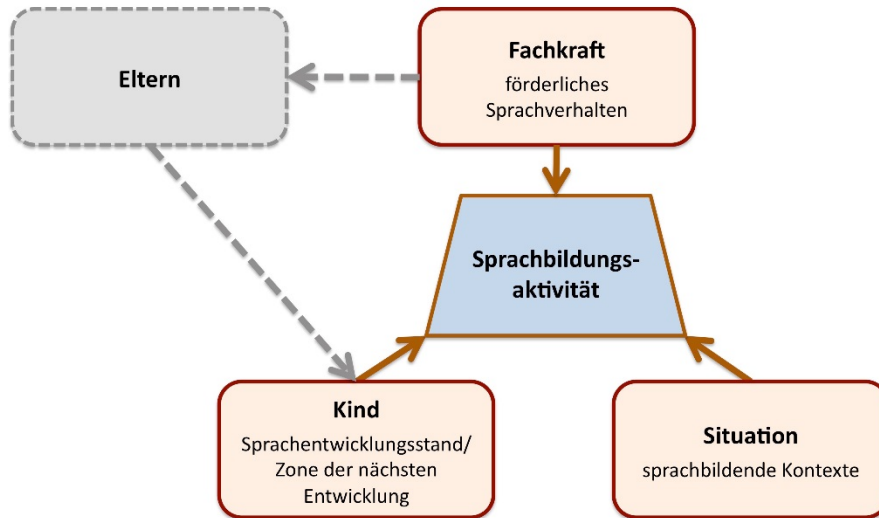 Eltern
Fachkraft
förderliches
Sprachverhalten
Sprachbildungs-
aktivität
Kind
Sprachentwicklungsstand/
Zone der nächsten
Entwicklung
Situation
sprachbildende Kontexte